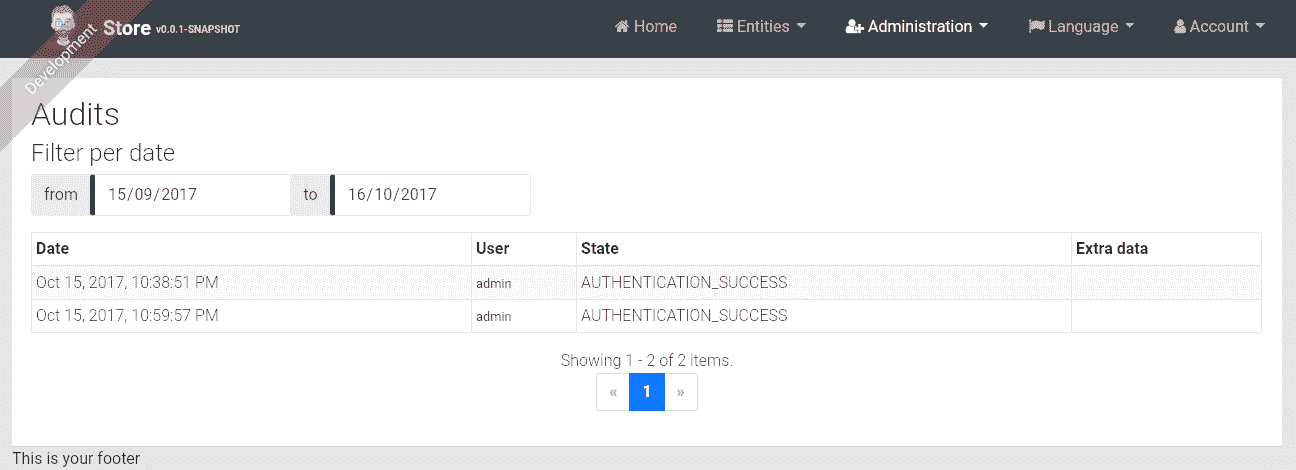 Development
Store v0.0.1-SNAPSHOT Home Entities Administration Language Account
Audits
Filter per date
from 15/09/2017 to 16/10/2017
Date User State Extra data
Oct 15, 2017, 10:38:51 PM admin AUTHENTICATION_SUCCESS
Oct 15, 2017, 10:59:57 PM admin AUTHENTICATION_SUCCESS
Showing 1 - 2 of 2 items.
« 1 »
This is your footer